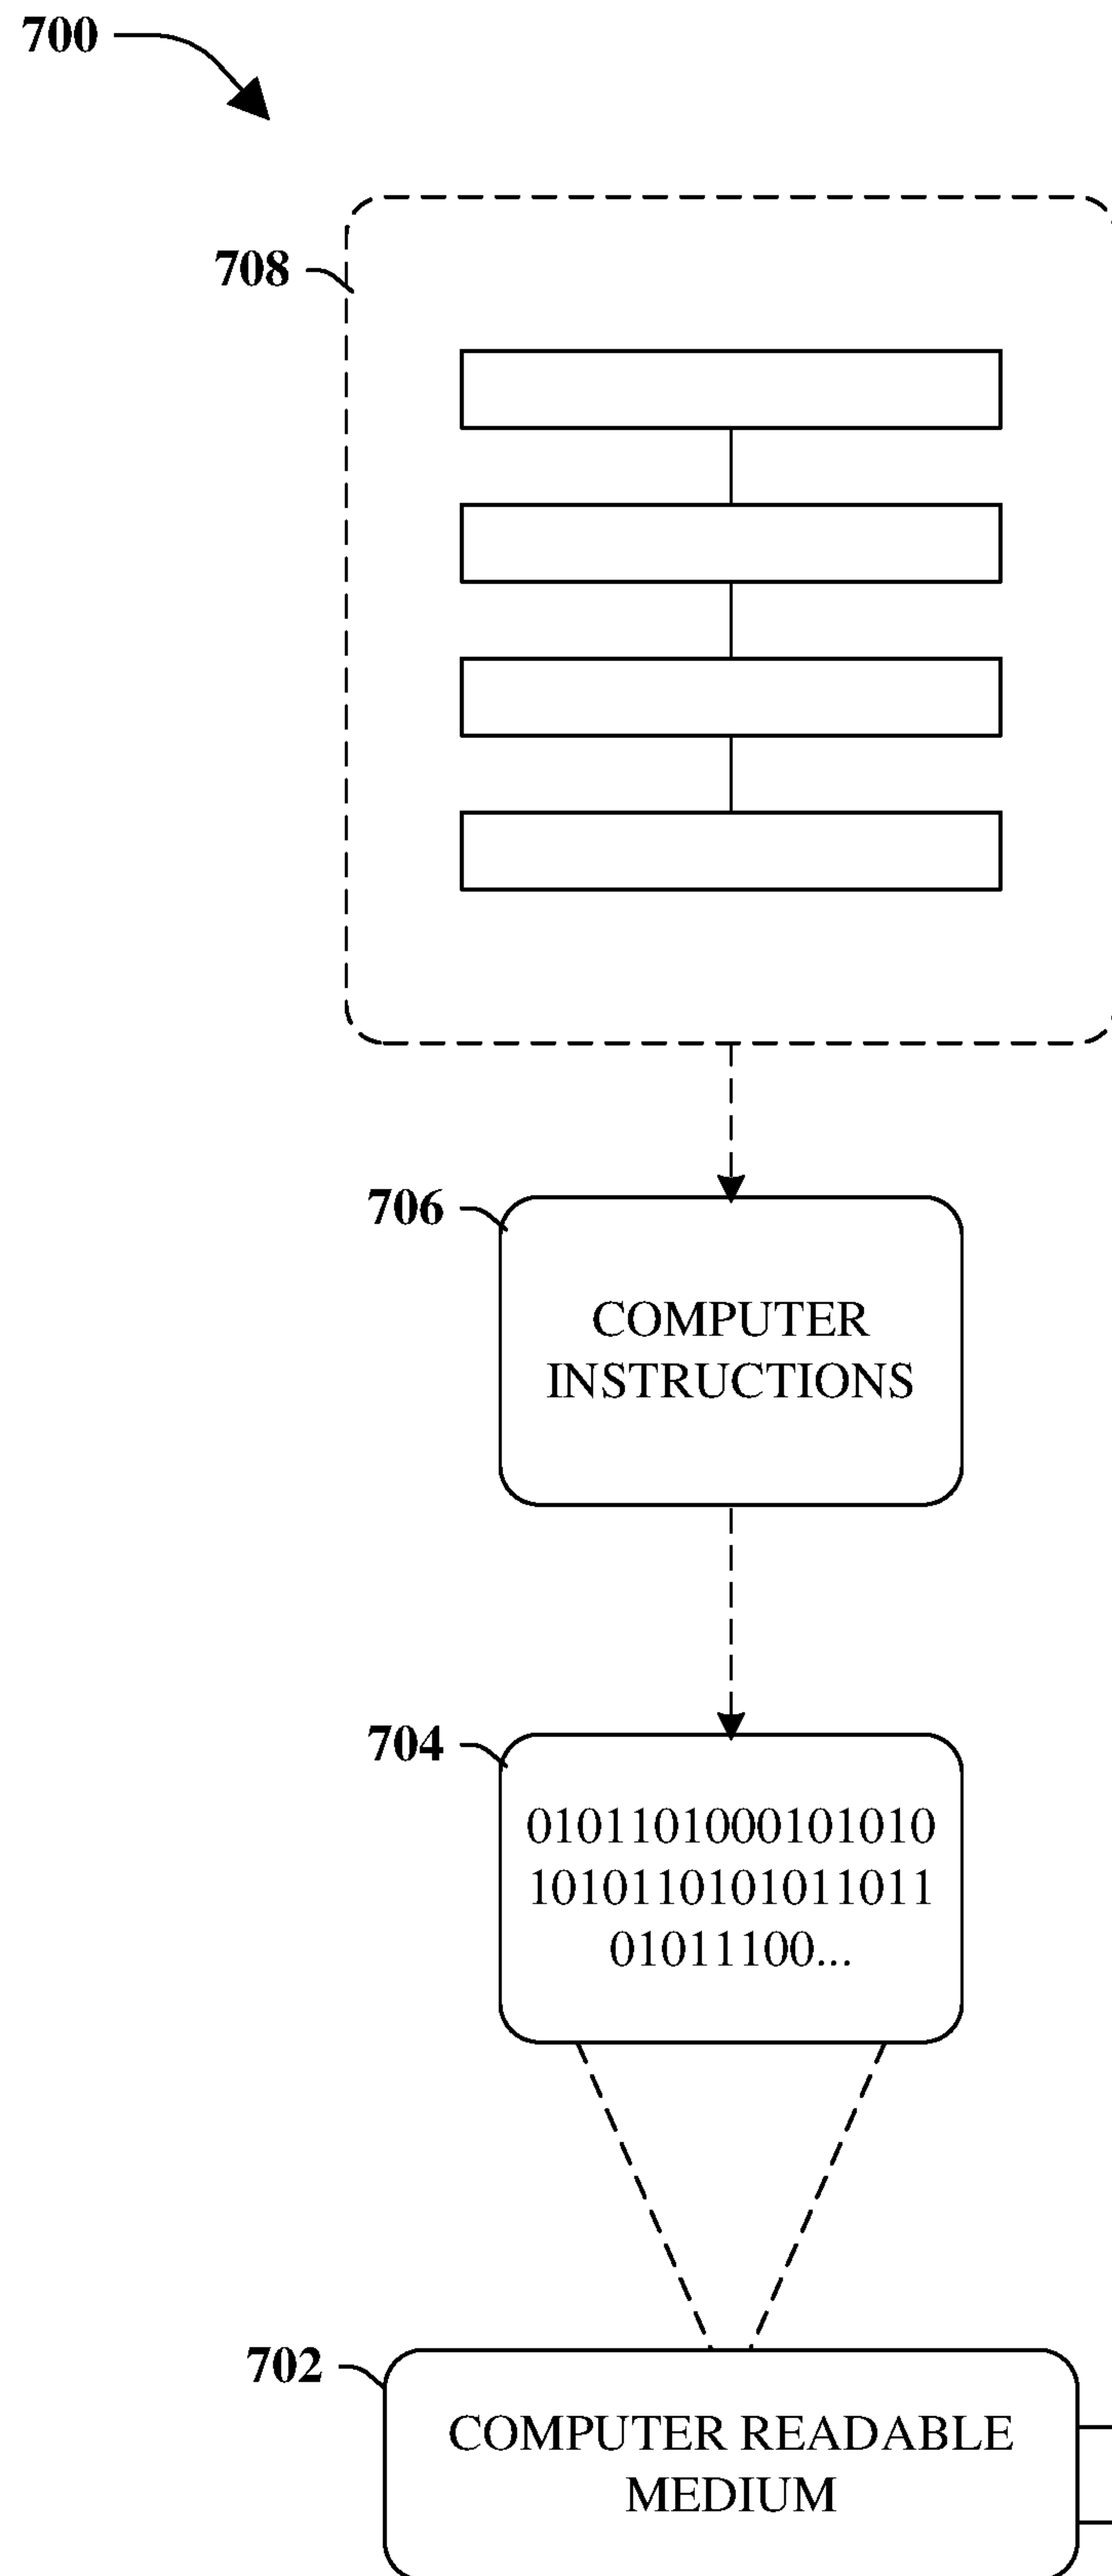 700
708
706
COMPUTER
INSTRUCTIONS
704
0101101000101010
1010110101011011
01011100...
702
COMPUTER READABLE
MEDIUM